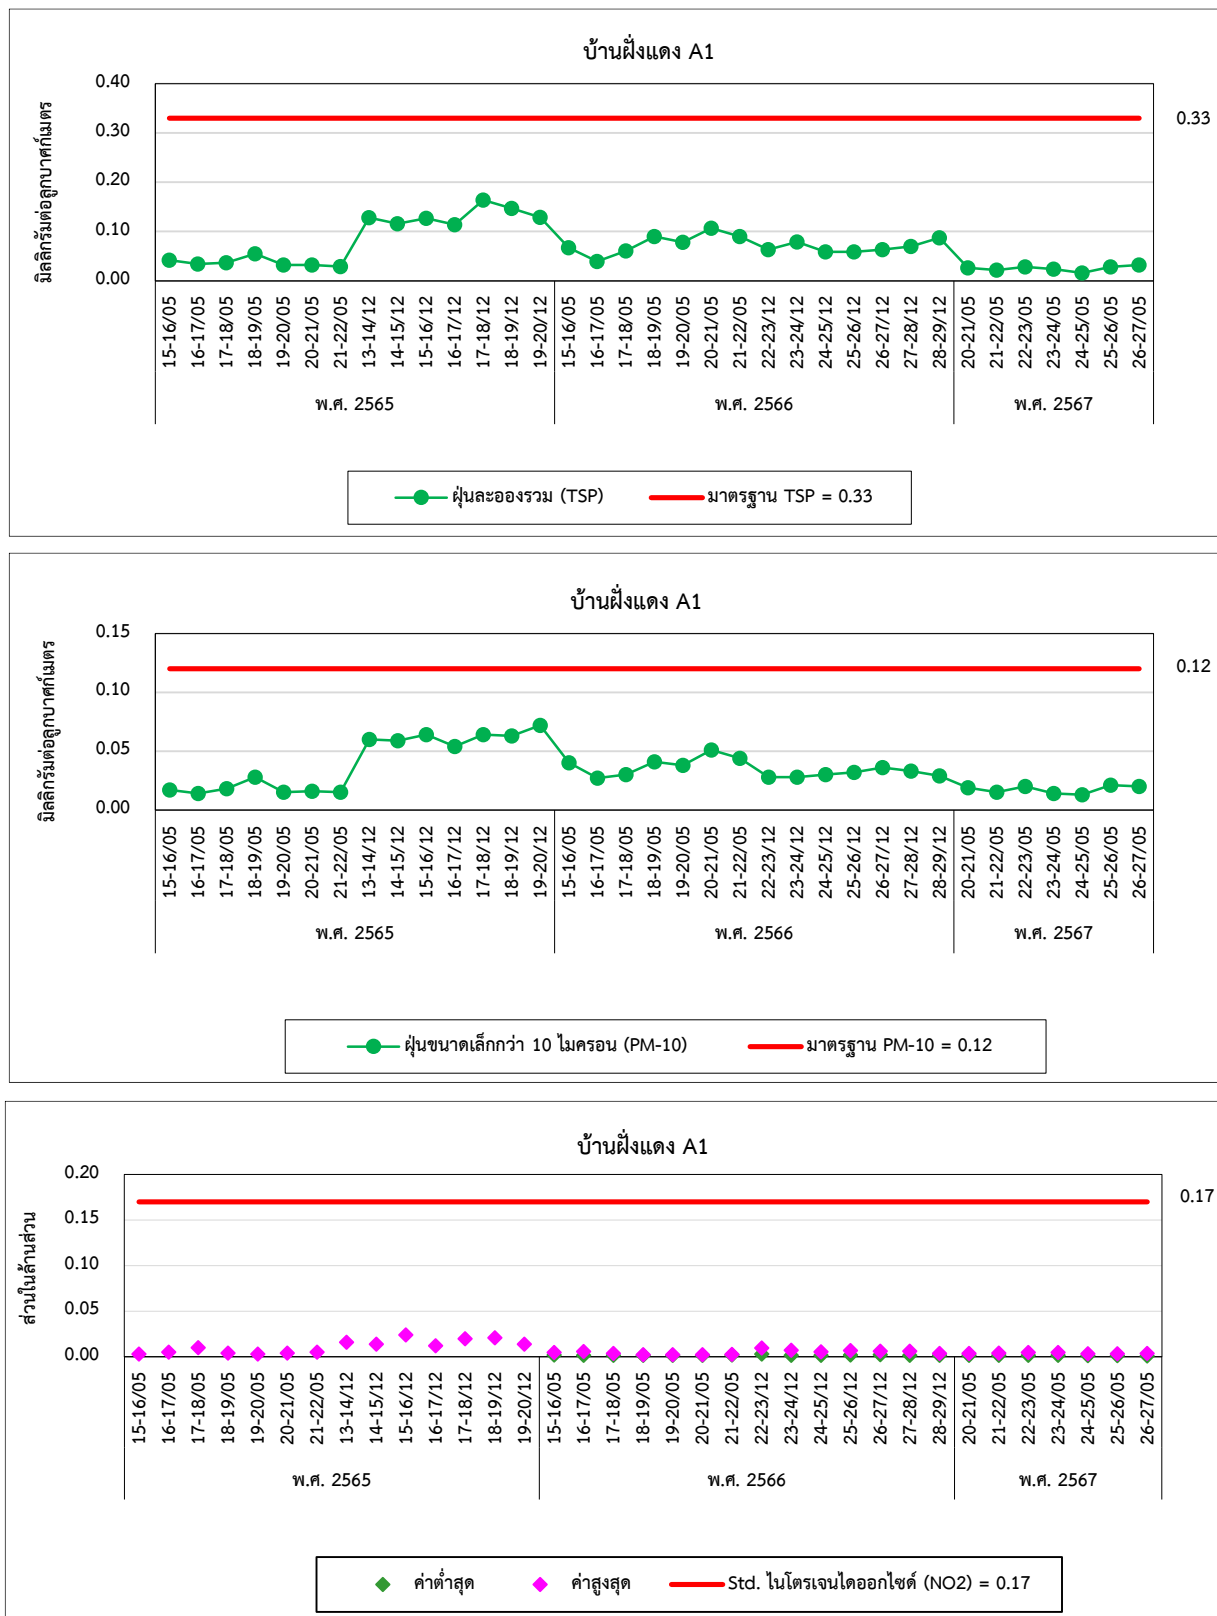 บ้านฝั่งแดง A1
มิลลิกรัมต่อลูกบาศก์เมตร
0.40
0.30
0.20
0.10
0.00
0.33
15-16/05 16-17/05 17-18/05 18-19/05 19-20/05 20-21/05 21-22/05 13-14/12 14-15/12 15-16/12 16-17/12 17-18/12 18-19/12 19-20/12 15-16/05 16-17/05 17-18/05 18-19/05 19-20/05 20-21/05 21-22/05 22-23/12 23-24/12 24-25/12 25-26/12 26-27/12 27-28/12 28-29/12 20-21/05 21-22/05 22-23/05 23-24/05 24-25/05 25-26/05 26-27/05
พ.ศ. 2565 พ.ศ. 2566 พ.ศ. 2567
ฝุ่นละอองรวม (TSP) มาตรฐาน TSP = 0.33
บ้านฝั่งแดง A1
มิลลิกรัมต่อลูกบาศก์เมตร
0.15
0.10
0.05
0.00
0.12
15-16/05 16-17/05 17-18/05 18-19/05 19-20/05 20-21/05 21-22/05 13-14/12 14-15/12 15-16/12 16-17/12 17-18/12 18-19/12 19-20/12 15-16/05 16-17/05 17-18/05 18-19/05 19-20/05 20-21/05 21-22/05 22-23/12 23-24/12 24-25/12 25-26/12 26-27/12 27-28/12 28-29/12 20-21/05 21-22/05 22-23/05 23-24/05 24-25/05 25-26/05 26-27/05
พ.ศ. 2565 พ.ศ. 2566 พ.ศ. 2567
ฝุ่นขนาดเล็กกว่า 10 ไมครอน (PM-10) มาตรฐาน PM-10 = 0.12
บ้านฝั่งแดง A1
ส่วนในล้านส่วน
0.20
0.15
0.10
0.05
0.00
0.17
15-16/05 16-17/05 17-18/05 18-19/05 19-20/05 20-21/05 21-22/05 13-14/12 14-15/12 15-16/12 16-17/12 17-18/12 18-19/12 19-20/12 15-16/05 16-17/05 17-18/05 18-19/05 19-20/05 20-21/05 21-22/05 22-23/12 23-24/12 24-25/12 25-26/12 26-27/12 27-28/12 28-29/12 20-21/05 21-22/05 22-23/05 23-24/05 24-25/05 25-26/05 26-27/05
พ.ศ. 2565 พ.ศ. 2566 พ.ศ. 2567
ค่าต่ำสุด ค่าสูงสุด Std. ไนโตรเจนไดออกไซด์ (NO2) = 0.17